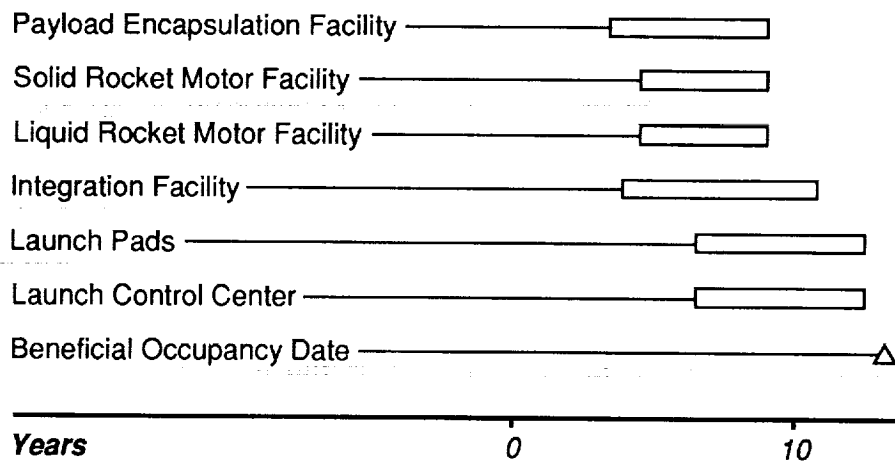 Payload Encapsulation Facility
Solid Rocket Motor Facility
Liquid Rocket Motor Facility
Integration Facility
Launch Pads
Launch Control Center
Beneficial Occupancy Date
Years 0 10